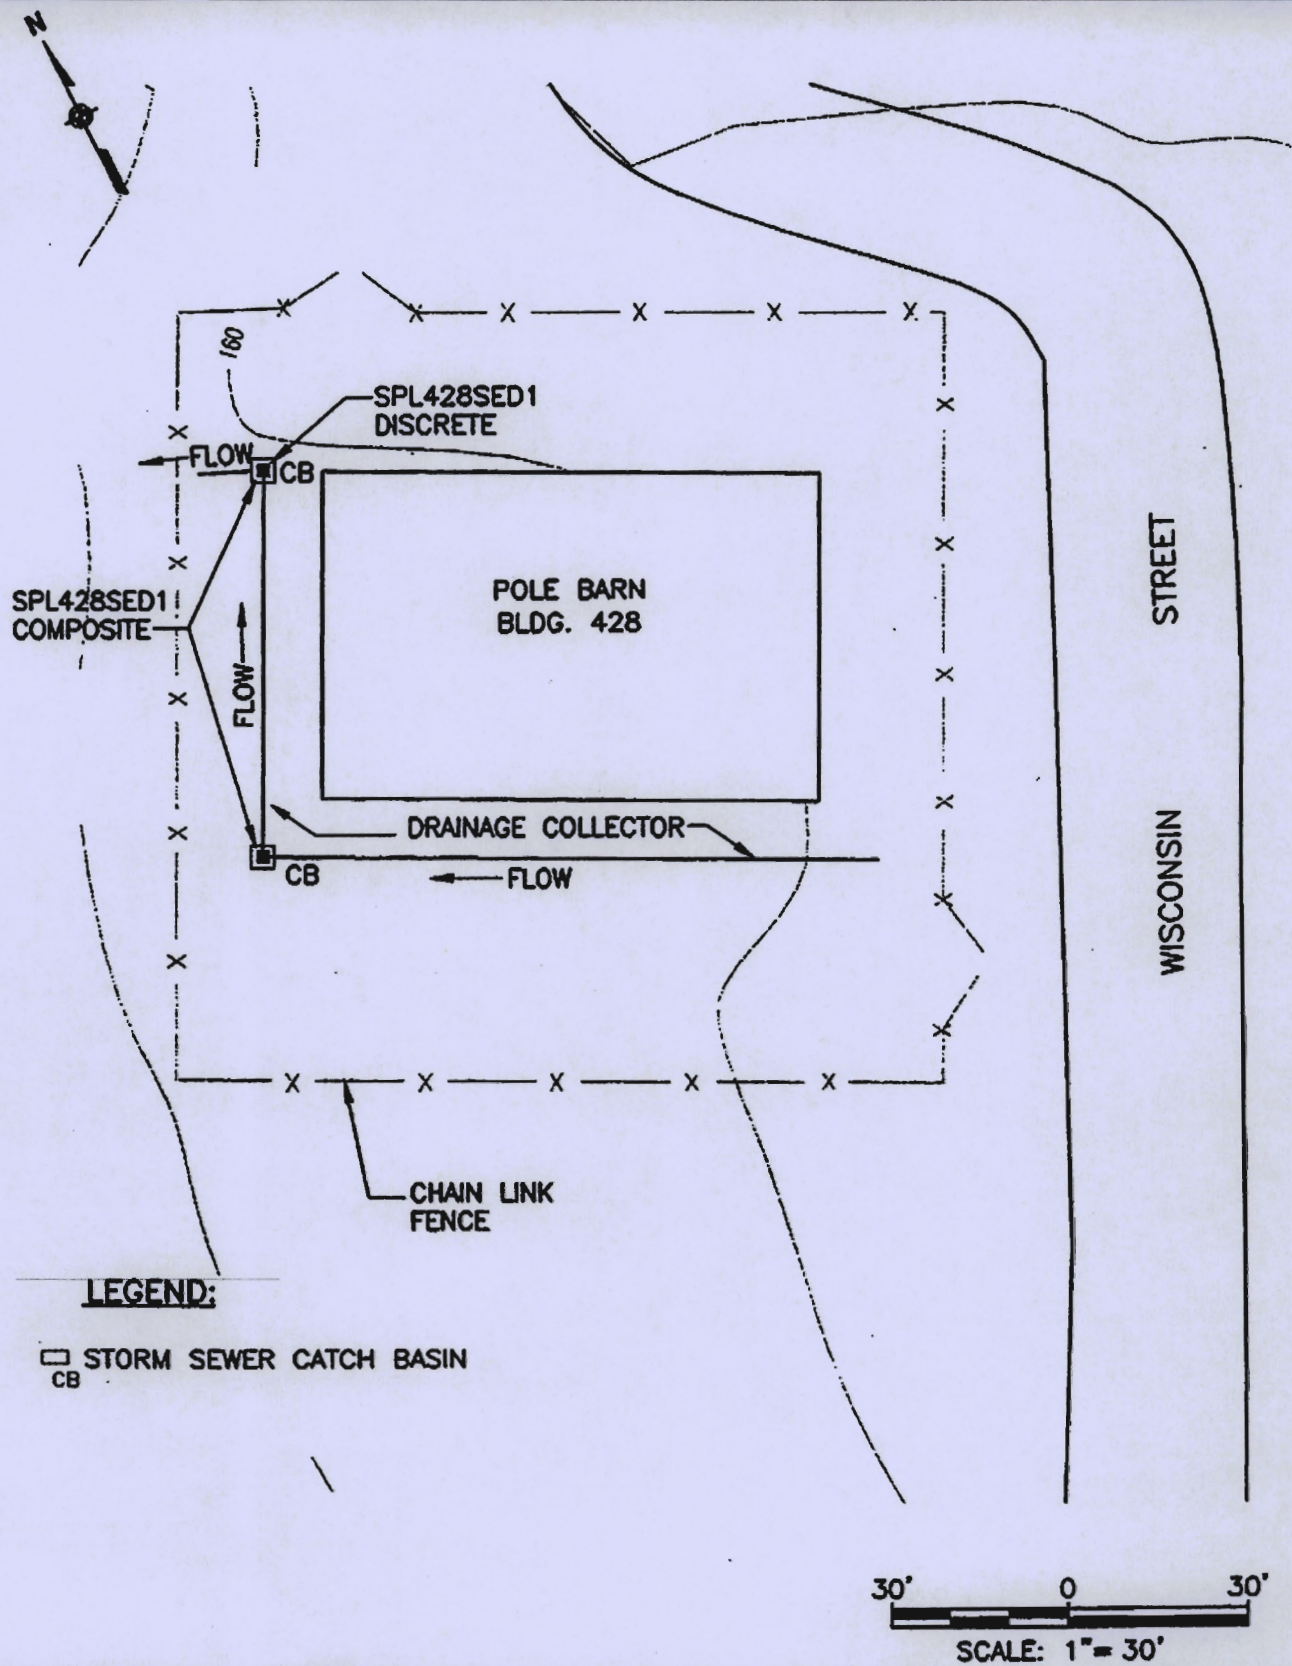 N
160
SPL428SED1
DISCRETE
FLOW
CB
POLE BARN
BLDG. 428
STREET
SPL428SED1
COMPOSITE
FLOW
DRAINAGE COLLECTOR
CB
FLOW
WISCONSIN
CHAIN LINK
FENCE
LEGEND:
STORM SEWER CATCH BASIN
CB
30' 0 30'
SCALE: 1"= 30'